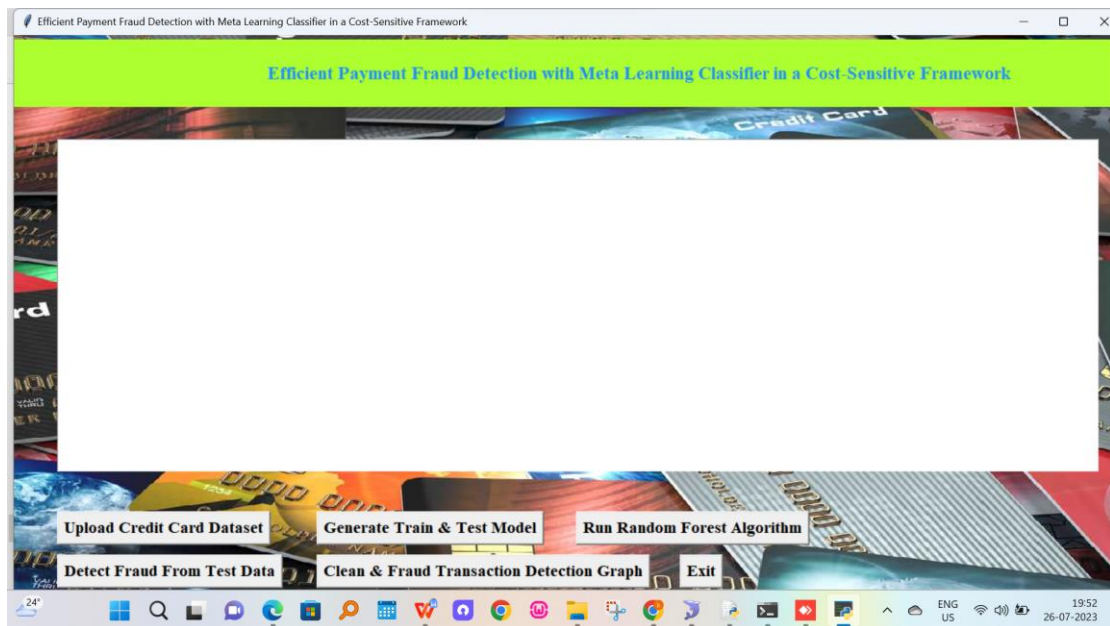 Efficient Payment Fraud Detection with Meta Learning Classifier in a Cost-Sensitive Framework
Efficient Payment Fraud Detection with Meta Learning Classifier in a Cost-Sensitive Framework
Credit Card
rd
Upload Credit Card Dataset
Generate Train & Test Model
Run Random Forest Algorithm
Detect Fraud From Test Data
Clean & Fraud Transaction Detection Graph
Exit
24°
ENG
US
19:52
26-07-2023